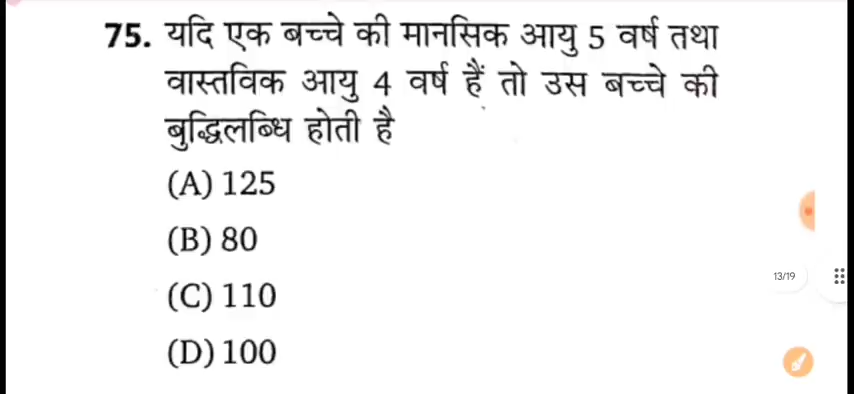 75. यदि एक बच्चे की मानसिक आयु 5 वर्ष तथा
वास्तविक आयु 4 वर्ष हैं तो उस बच्चे की
बुद्धिलब्धि होती है
(A) 125
(B) 80
(C) 110
(D) 100
13/19